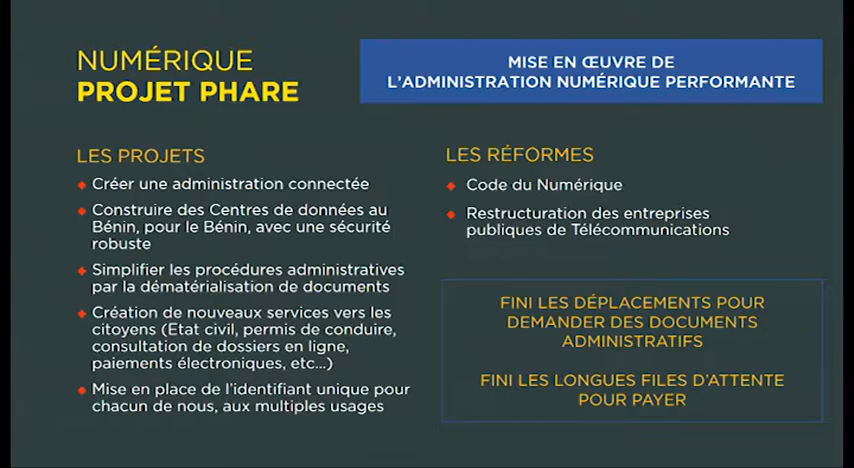 NUMÉRIQUE
PROJET PHARE
MISE EN ŒUVRE DE
L'ADMINISTRATION NUMÉRIQUE PERFORMANTE
LES PROJETS
Créer une administration connectée
Construire des Centres de données au
Bénin, pour le Bénin, avec une sécurité
robuste
Simplifier les procédures administratives
par la dématérialisation de documents
Création de nouveaux services vers les
citoyens (Etat civil, permis de conduire,
consultation de dossiers en ligne,
paiements électroniques, etc...)
Mise en place de l'identifiant unique pour
chacun de nous, aux multiples usages
LES RÉFORMES
Code du Numérique
Restructuration des entreprises
publiques de Télécommunications
FINI LES DÉPLACEMENTS POUR
DEMANDER DES DOCUMENTS
ADMINISTRATIFS
FINI LES LONGUES FILES D'ATTENTE
POUR PAYER